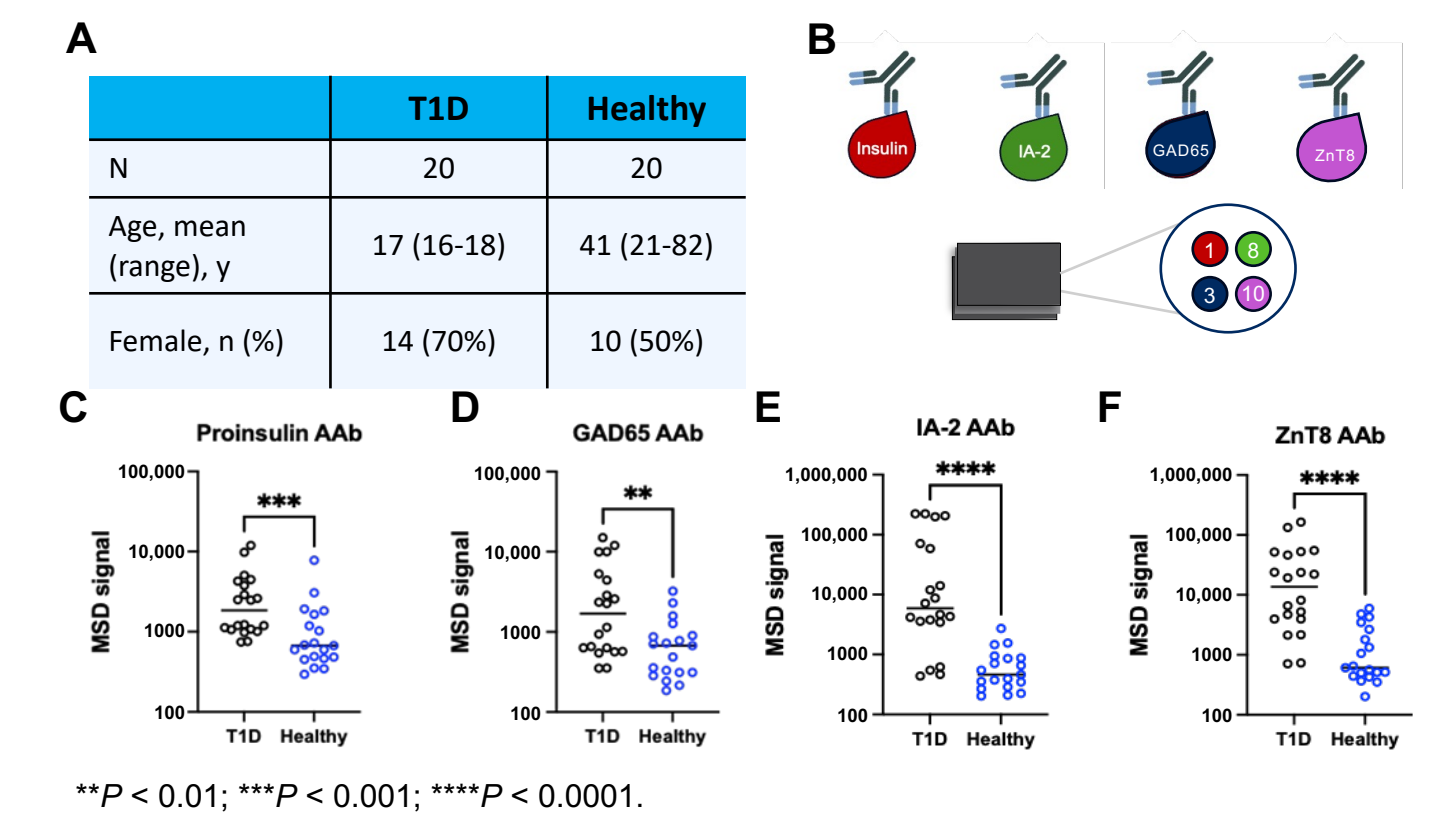 A
T1D Healthy
N 20 20
Age, mean
(range), y 17 (16-18) 41 (21-82)
Female, n (%) 14 (70%) 10 (50%)
B
Insulin IA-2 GAD65 ZnT8
1 8
3 10
C
Proinsulin AAb
MSD signal
100,000
10,000
1000
100
***
T1D Healthy
D
GAD65 AAb
MSD signal
100,000
10,000
1000
100
**
T1D Healthy
E
IA-2 AAb
MSD signal
1,000,000
100,000
10,000
1000
100
****
T1D Healthy
F
ZnT8 AAb
MSD signal
1,000,000
100,000
10,000
1000
100
****
T1D Healthy
**P < 0.01; ***P < 0.001; ****P < 0.0001.